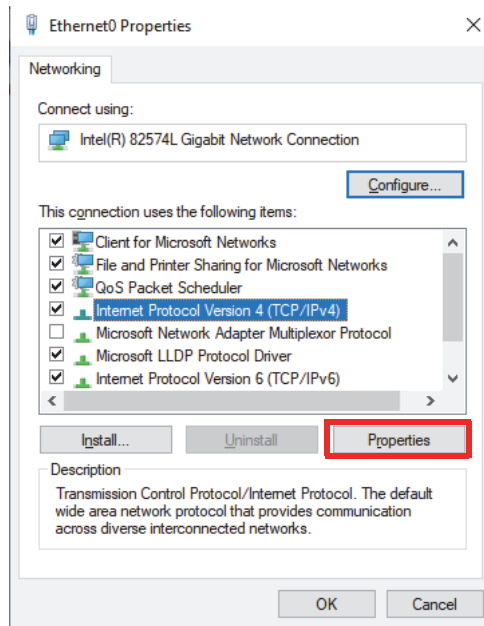 Ethernet0 Properties
Networking
Connect using:
Intel(R) 82574L Gigabit Network Connection
Configure...
This connection uses the following items:
Client for Microsoft Networks
File and Printer Sharing for Microsoft Networks
QoS Packet Scheduler
Internet Protocol Version 4 (TCP/IPv4)
Microsoft Network Adapter Multiplexor Protocol
Microsoft LLDP Protocol Driver
Internet Protocol Version 6 (TCP/IPv6)
Install... Uninstall Properties
Description
Transmission Control Protocol/Internet Protocol. The default
wide area network protocol that provides communication
across diverse interconnected networks.
OK Cancel